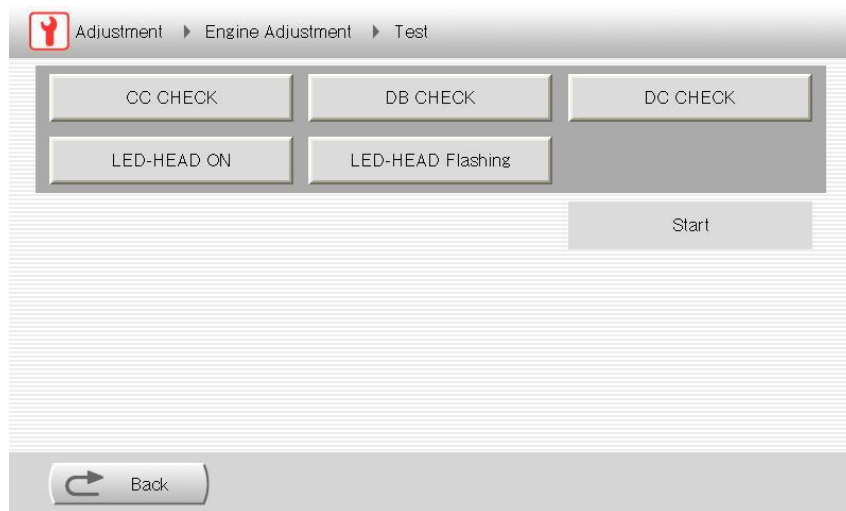 Adjustment ▶ Engine Adjustment ▶ Test
CC CHECK
DB CHECK
DC CHECK
LED-HEAD ON
LED-HEAD Flashing
Start
Back